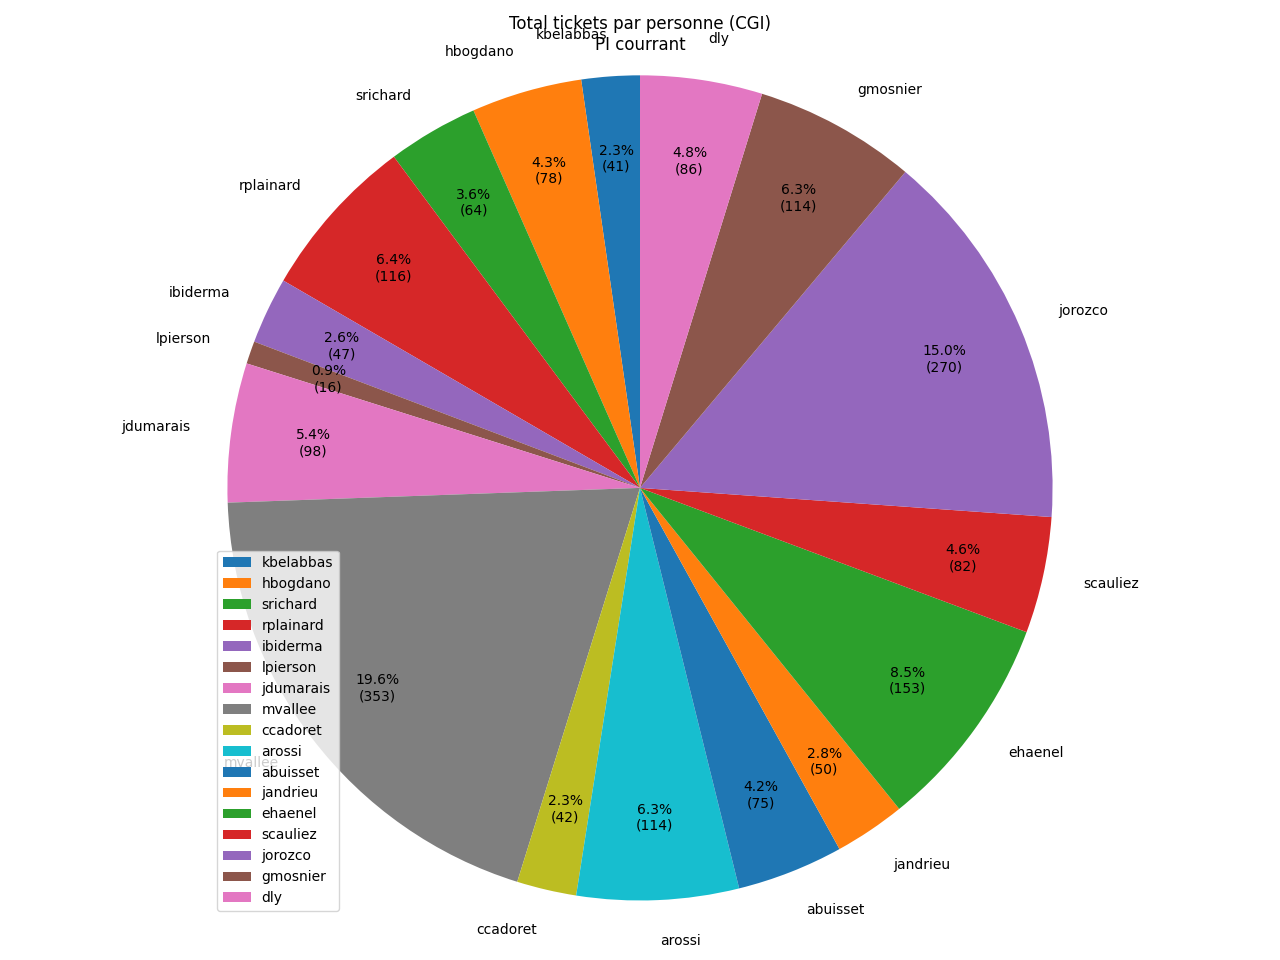 Total tickets par personne (CGI)
PI courrant
kbelabbas
dly
hbogdano
gmosnier
srichard
rplainard
ibiderma
lpierson
jdumarais
jorozco
scauliez
ehaenel
jandrieu
abuisset
arossi
ccadoret
mvallee
2.3%
(41)
4.8%
(86)
4.3%
(78)
6.3%
(114)
3.6%
(64)
6.4%
(116)
2.6%
(47)
0.9%
(16)
5.4%
(98)
15.0%
(270)
4.6%
(82)
8.5%
(153)
2.8%
(50)
4.2%
(75)
6.3%
(114)
2.3%
(42)
19.6%
(353)
kbelabbas
hbogdano
srichard
rplainard
ibiderma
lpierson
jdumarais
mvallee
ccadoret
arossi
abuisset
jandrieu
ehaenel
scauliez
jorozco
gmosnier
dly